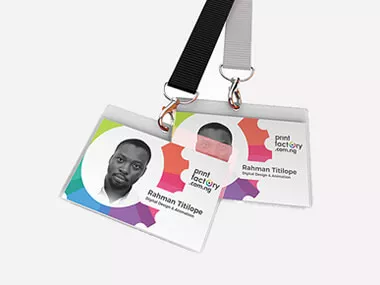 print
factory
.com.ng
Rahman Titilope
Digital Design & Animation
print
factory
.com.ng
Rahman Titilope
Digital Design & Animation